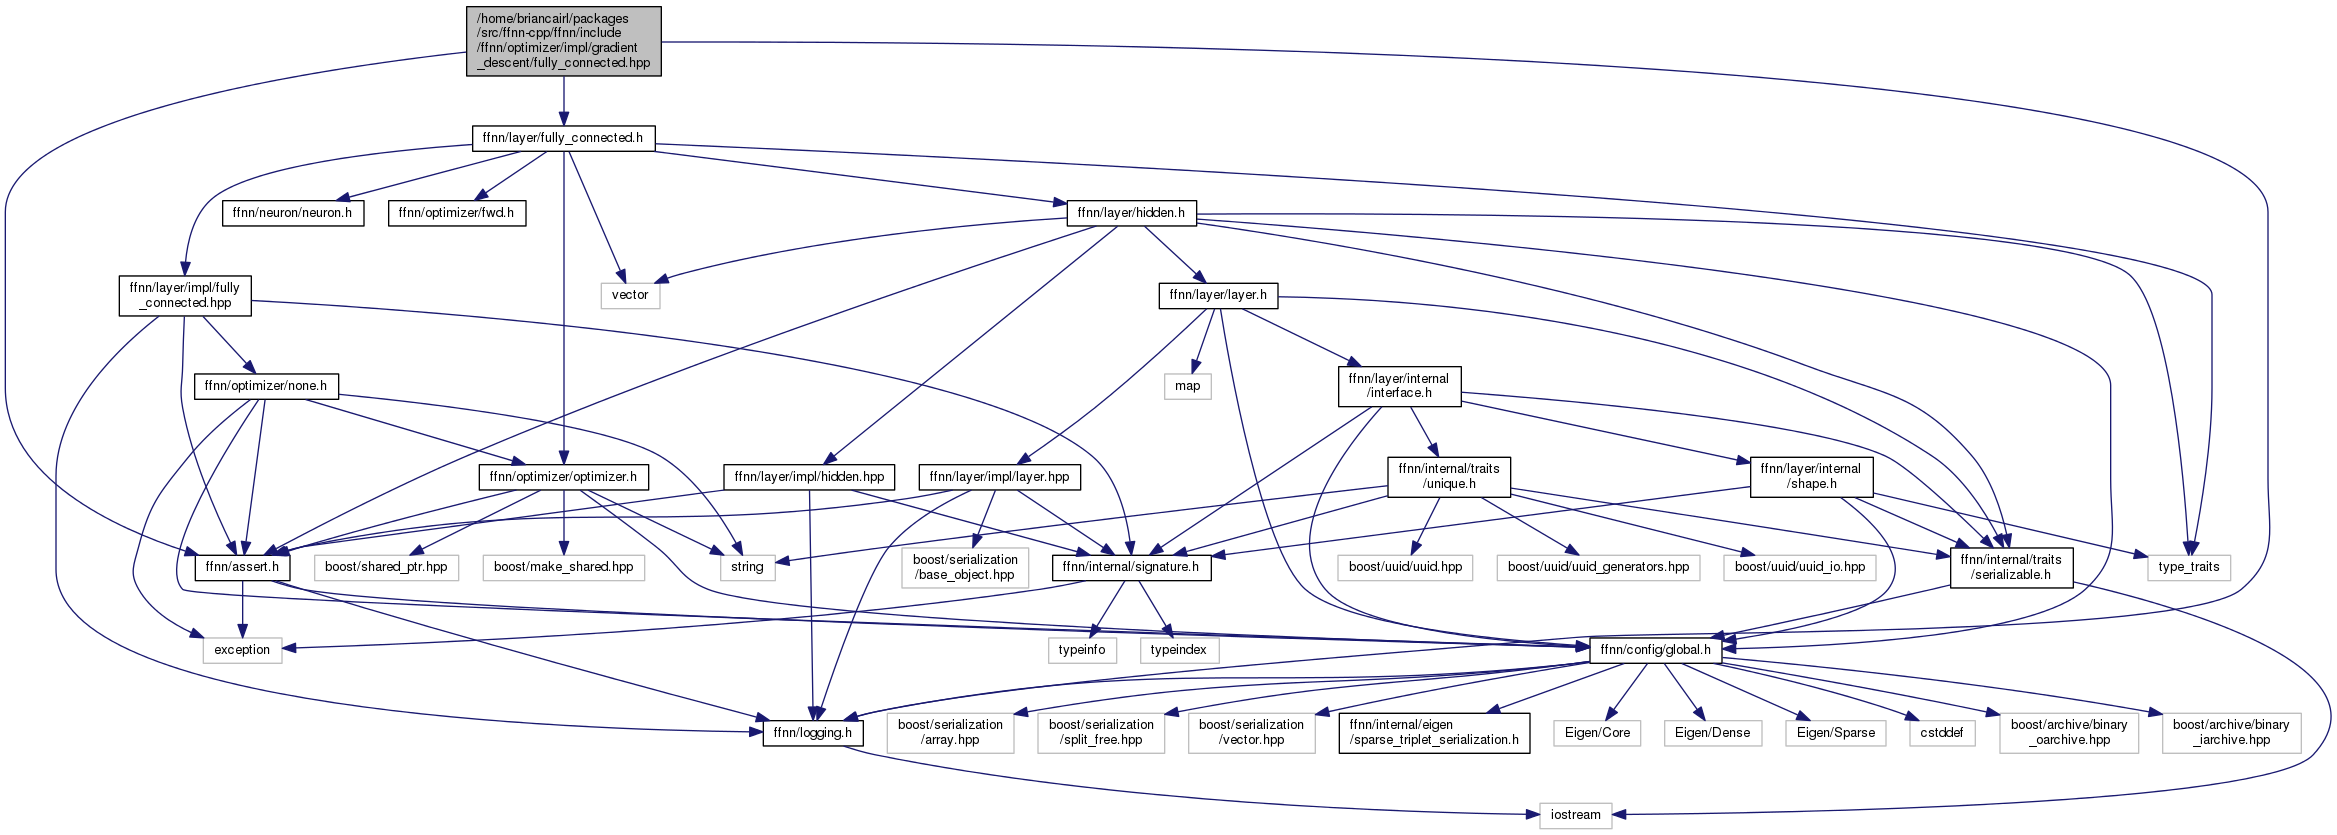 /home/briancairl/packages
/src/ffnn-cpp/ffnn/include
/ffnn/optimizer/impl/gradient
_descent/fully_connected.hpp
ffnn/layer/fully_connected.h
ffnn/neuron/neuron.h
ffnn/optimizer/fwd.h
ffnn/layer/hidden.h
ffnn/layer/impl/fully
_connected.hpp
vector
ffnn/layer/layer.h
ffnn/optimizer/none.h
map
ffnn/layer/internal
/interface.h
ffnn/optimizer/optimizer.h
ffnn/layer/impl/hidden.hpp
ffnn/layer/impl/layer.hpp
ffnn/internal/traits
/unique.h
ffnn/layer/internal
/shape.h
ffnn/assert.h
boost/shared_ptr.hpp
boost/make_shared.hpp
string
boost/serialization
/base_object.hpp
ffnn/internal/signature.h
boost/uuid/uuid.hpp
boost/uuid/uuid_generators.hpp
boost/uuid/uuid_io.hpp
ffnn/internal/traits
/serializable.h
type_traits
exception
typeinfo
typeindex
ffnn/config/global.h
ffnn/logging.h
boost/serialization
/array.hpp
boost/serialization
/split_free.hpp
boost/serialization
/vector.hpp
ffnn/internal/eigen
/sparse_triplet_serialization.h
Eigen/Core
Eigen/Dense
Eigen/Sparse
cstddef
boost/archive/binary
_oarchive.hpp
boost/archive/binary
_iarchive.hpp
iostream